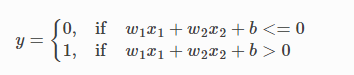 y = { 0, if w₁x₁ + w₂x₂ + b <= 0
1, if w₁x₁ + w₂x₂ + b > 0